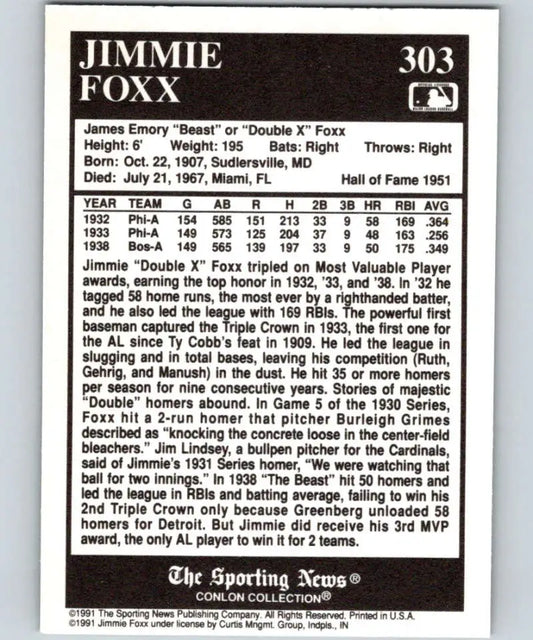 JIMMIE
FOXX
303
James Emory "Beast" or "Double X" Foxx
Height: 6' Weight: 195 Bats: Right Throws: Right
Born: Oct. 22, 1907, Sudlersville, MD
Died: July 21, 1967, Miami, FL Hall of Fame 1951
YEAR TEAM G AB R H 2B 3B HR RBI AVG
1932 Phi-A 154 585 151 213 33 9 58 169 .364
1933 Phi-A 149 573 125 204 37 9 48 163 .256
1938 Bos-A 149 565 139 197 33 9 50 175 .349
Jimmie "Double X" Foxx tripled on Most Valuable Player
awards, earning the top honor in 1932, '33, and '38. In '32 he
tagged 58 home runs, the most ever by a righthanded batter,
and he also led the league with 169 RBIs. The powerful first
baseman captured the Triple Crown in 1933, the first one for
the AL since Ty Cobb's feat in 1909. He led the league in
slugging and in total bases, leaving his competition (Ruth,
Gehrig, and Manush) in the dust. He hit 35 or more homers
per season for nine consecutive years. Stories of majestic
"Double" homers abound. In Game 5 of the 1930 Series,
Foxx hit a 2-run homer that pitcher Burleigh Grimes
described as "knocking the concrete loose in the center-field
bleachers." Jim Lindsey, a bullpen pitcher for the Cardinals,
said of Jimmie's 1931 Series homer, "We were watching that
ball for two innings." In 1938 "The Beast" hit 50 homers and
led the league in RBIs and batting average, failing to win his
2nd Triple Crown only because Greenberg unloaded 58
homers for Detroit. But Jimmie did receive his 3rd MVP
award, the only AL player to win it for 2 teams.
The Sporting News®
CONLON COLLECTION®
©1991 The Sporting News Publishing Company. All Rights Reserved. Printed in U.S.A.
©1991 Jimmie Foxx under license by Curtis Mngmt. Group, Indpls., IN